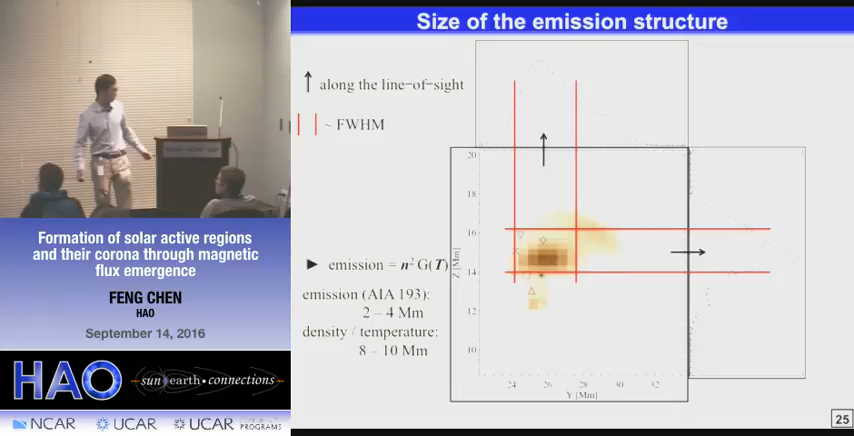 Size of the emission structure
along the line-of-sight
~ FWHM
► emission = n² G(T)
emission (AIA 193):
2 – 4 Mm
density / temperature:
8 – 10 Mm
20
18
16
14
12
10
Z [Mm]
24 26 28 30 32
Y [Mm]
25
Formation of solar active regions
and their corona through magnetic
flux emergence
FENG CHEN
HAO
September 14, 2016
HAO
sun earth connections
NCAR UCAR UCAR PROGRAMS